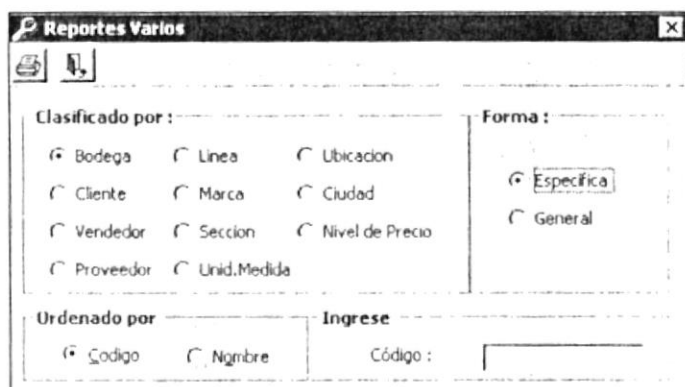 Reportes Varios
Clasificado por :
Forma :
Bodega Linea Ubicacion
Especifica
Cliente Marca Ciudad
General
Vendedor Seccion Nivel de Precio
Proveedor Unid.Medida
Ordenado por
Ingrese
Codigo Nombre
Código :